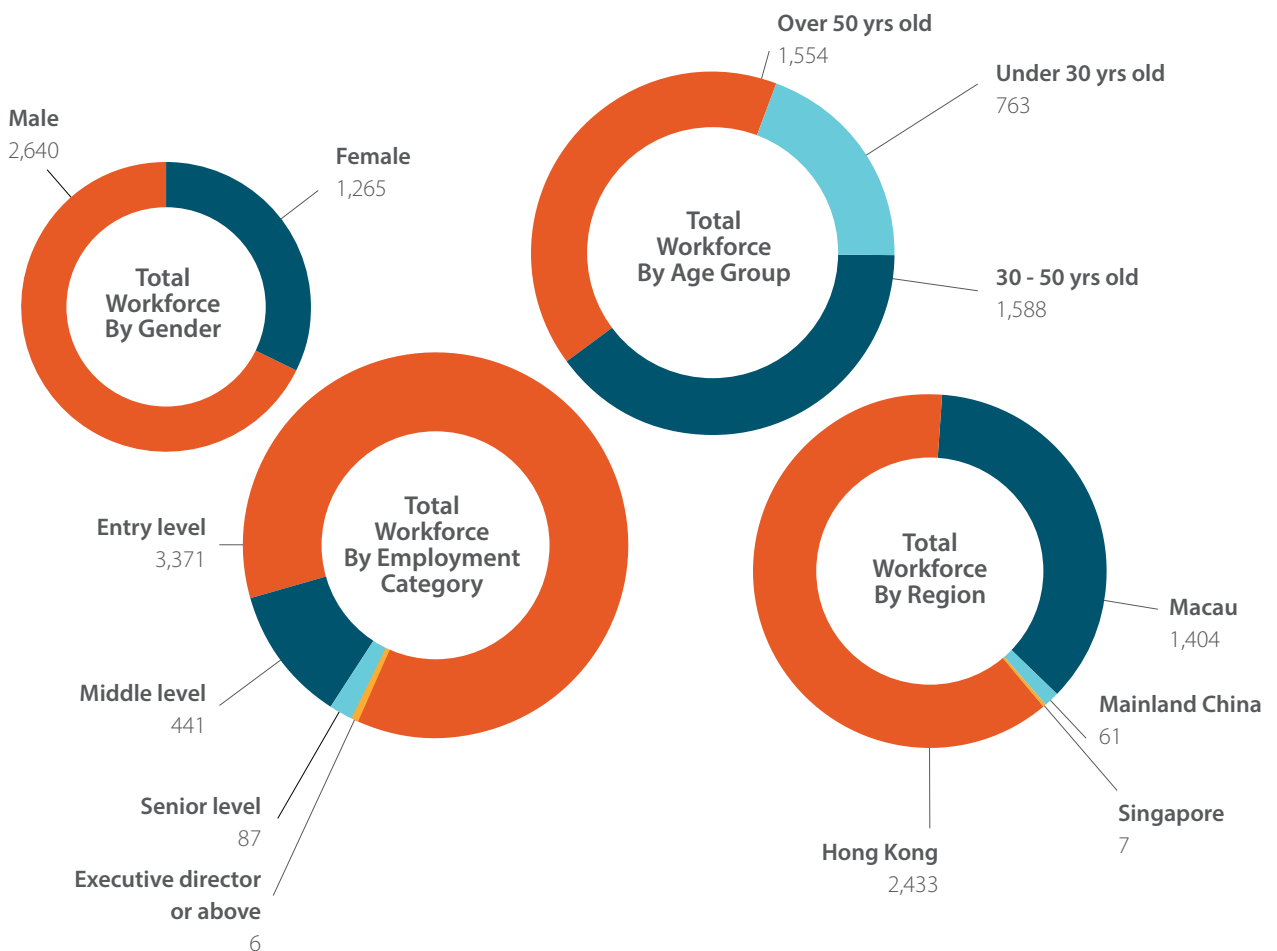 Male
2,640
Female
1,265
Total
Workforce
By Gender
Over 50 yrs old
1,554
Under 30 yrs old
763
30 - 50 yrs old
1,588
Total
Workforce
By Age Group
Entry level
3,371
Middle level
441
Senior level
87
Executive director
or above
6
Total
Workforce
By Employment
Category
Total
Workforce
By Region
Macau
1,404
Mainland China
61
Singapore
7
Hong Kong
2,433